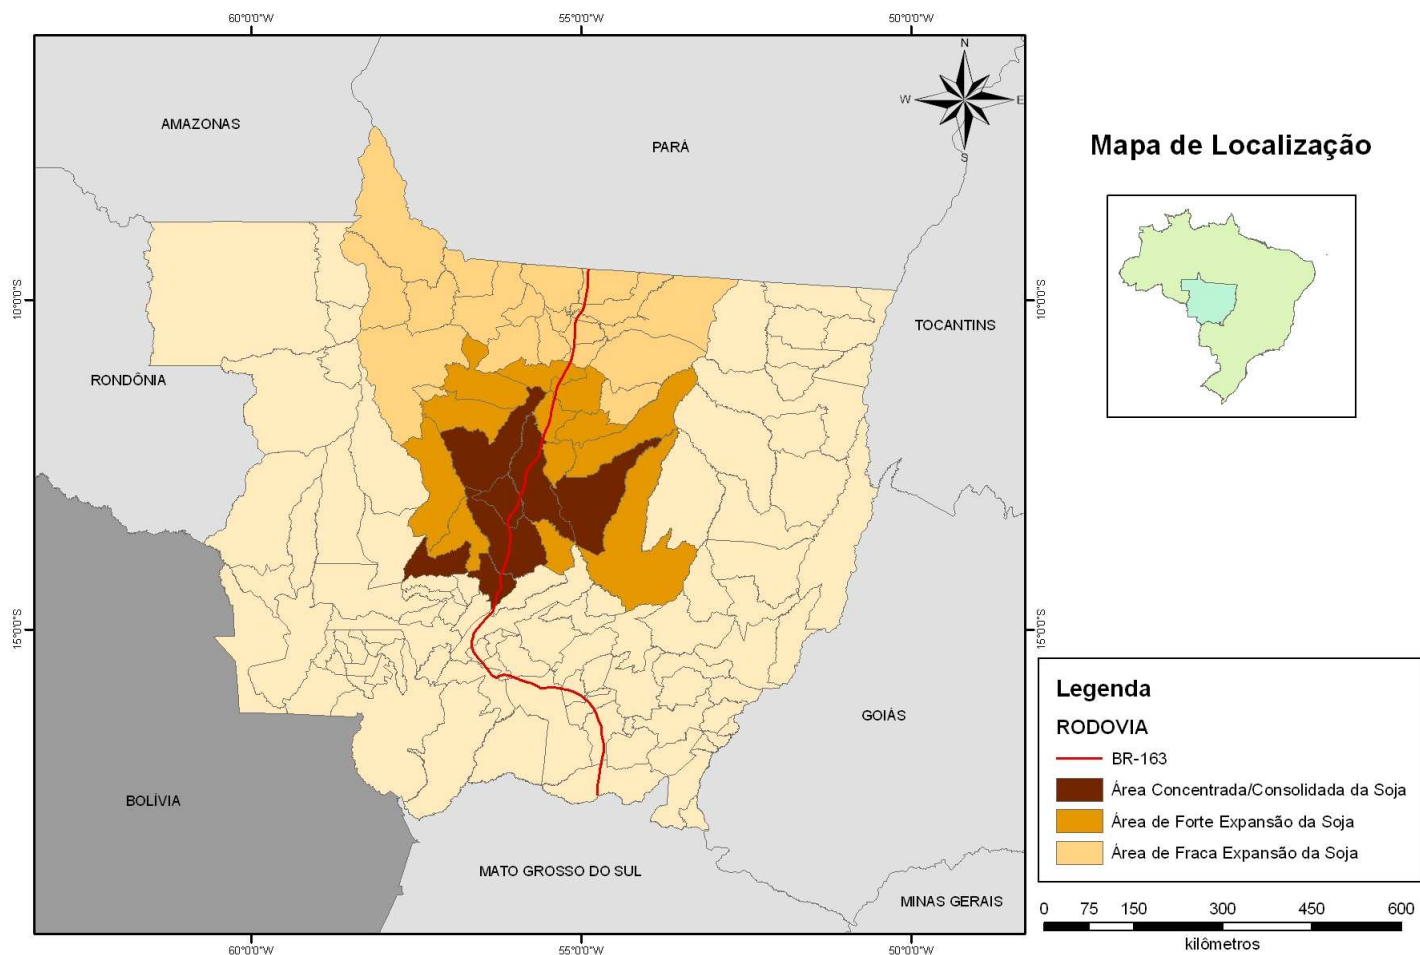 60°0'0"W
55°0'0"W
50°0'0"W
N
W
E
S
AMAZONAS
PARÁ
Mapa de Localização
10°0'0"S
10°0'0"S
TOCANTINS
RONDÔNIA
15°0'0"S
15°0'0"S
GOIÁS
BOLÍVIA
MATO GROSSO DO SUL
MINAS GERAIS
Legenda
RODOVIA
BR-163
Área Concentrada/Consolidada da Soja
Área de Forte Expansão da Soja
Área de Fraca Expansão da Soja
0 75 150 300 450 600
kilômetros
60°0'0"W
55°0'0"W
50°0'0"W